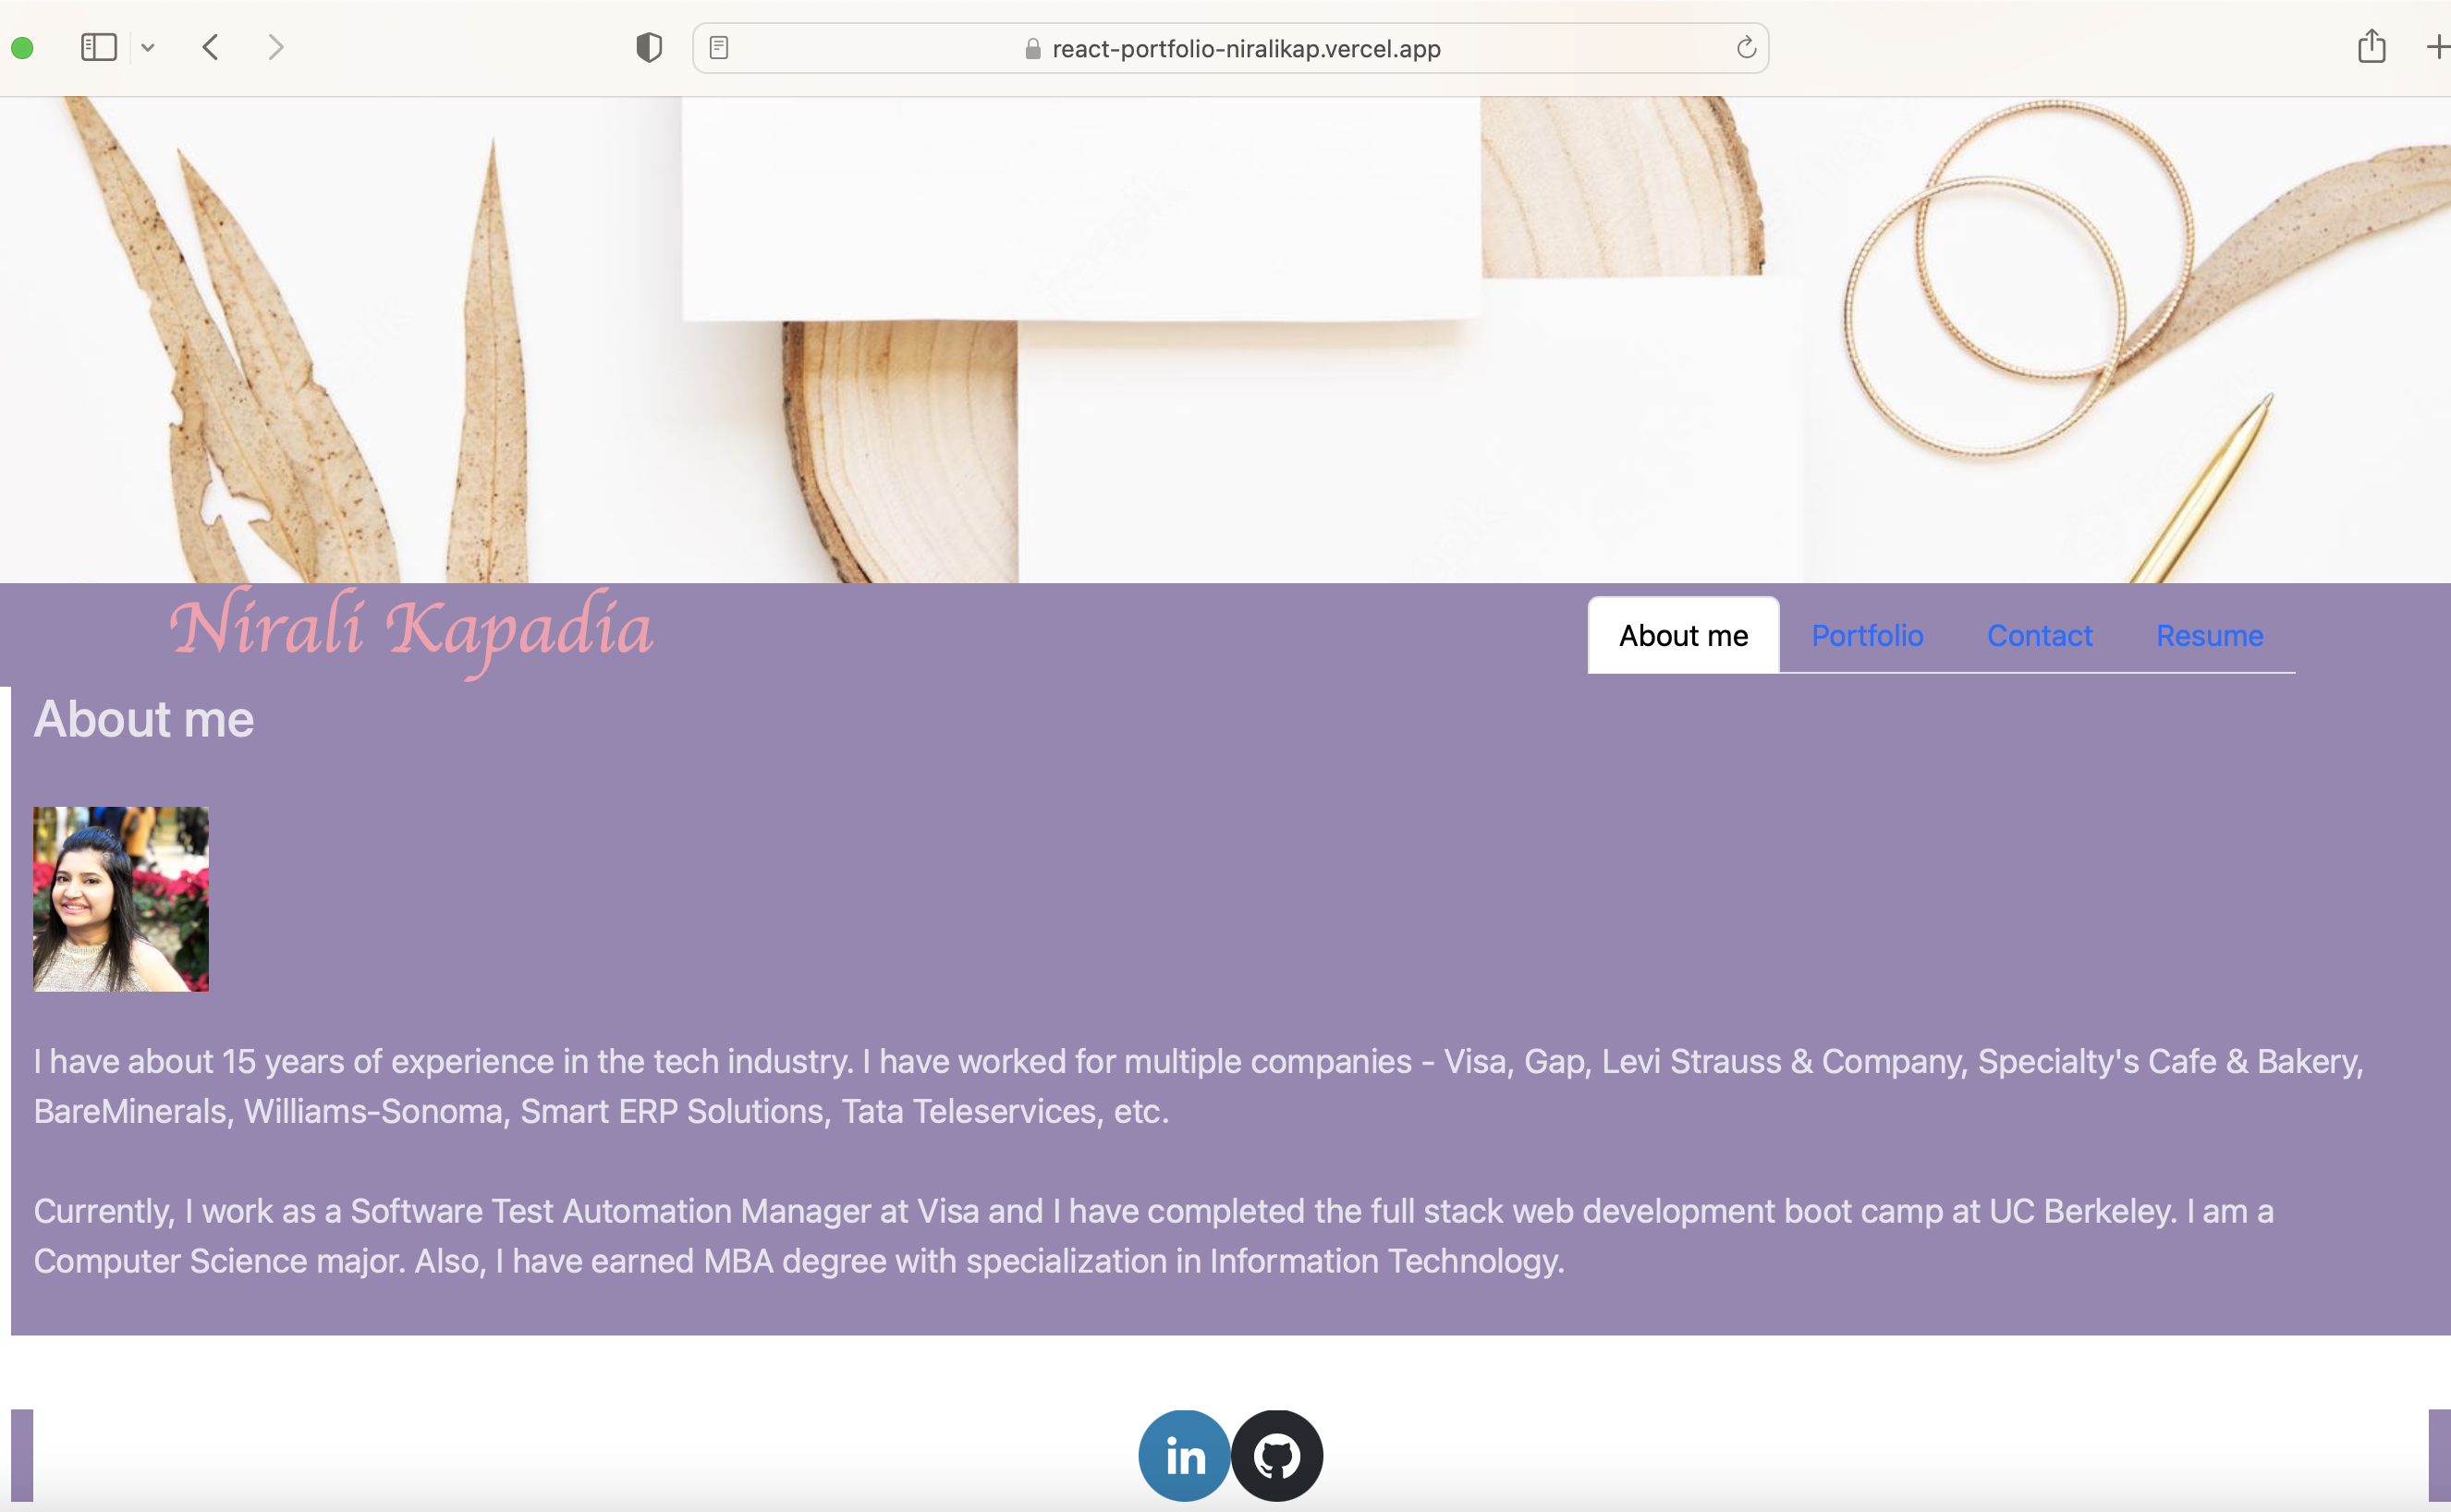 react-portfolio-niralikap.vercel.app
Nirali Kapadia
About me
Portfolio
Contact
Resume
About me
I have about 15 years of experience in the tech industry. I have worked for multiple companies - Visa, Gap, Levi Strauss & Company, Specialty's Cafe & Bakery,
BareMinerals, Williams-Sonoma, Smart ERP Solutions, Tata Teleservices, etc.
Currently, I work as a Software Test Automation Manager at Visa and I have completed the full stack web development boot camp at UC Berkeley. I am a
Computer Science major. Also, I have earned MBA degree with specialization in Information Technology.
in